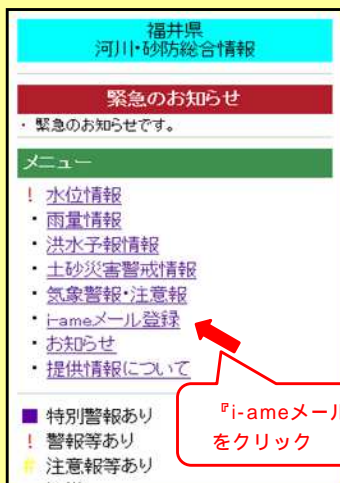 福井県
河川・砂防総合情報
緊急のお知らせ
・ 緊急のお知らせです。
メニュー
! 水位情報
・ 雨量情報
・ 洪水予報情報
・ 土砂災害警戒情報
・ 気象警報・注意報
・ i-ameメール登録
・ お知らせ
・ 提供情報について
『i-ameメール
をクリック
■ 特別警報あり
! 警報等あり
# 注意報等あり